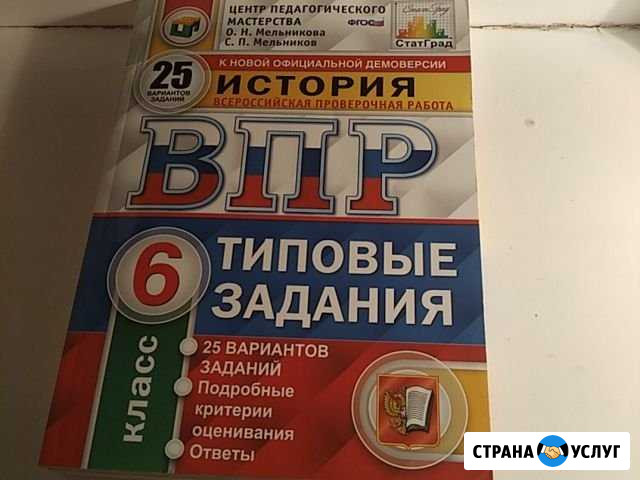 ЦЕНТР ПЕДАГОГИЧЕСКОГО
МАСТЕРСТВА
О. Н. Мельникова
С. П. Мельников
ФГОС
СтатГрад
25
ВАРИАНТОВ
ЗАДАНИЙ
К НОВОЙ ОФИЦИАЛЬНОЙ ДЕМОВЕРСИИ
ИСТОРИЯ
ВСЕРОССИЙСКАЯ ПРОВЕРОЧНАЯ РАБОТА
ВПР
6
класс
ТИПОВЫЕ
ЗАДАНИЯ
25 ВАРИАНТОВ
ЗАДАНИЙ
Подробные
критерии
оценивания
Ответы
СТРАНА УСЛУГ